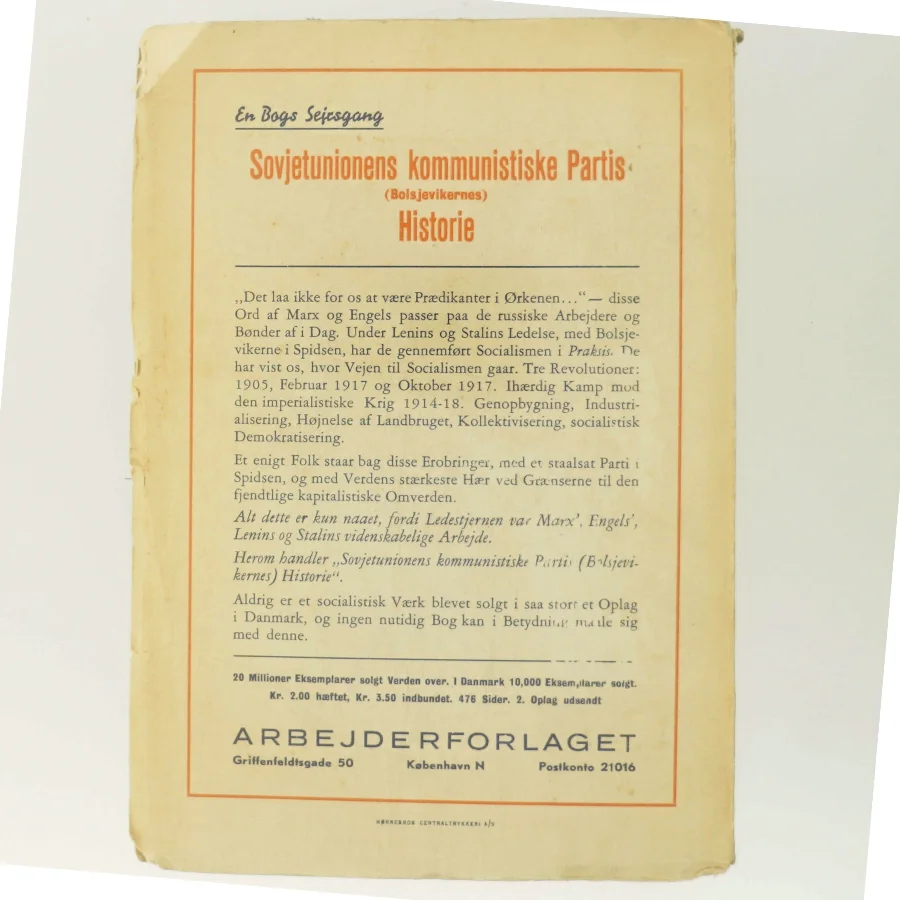 En Bogs Sejrsgang
Sovjetunionens kommunistiske Partis
(Bolsjevikernes)
Historie
„Det laa ikke for os at være Prædikanter i Ørkenen...“ — disse
Ord af Marx og Engels passer paa de russiske Arbejdere og
Bønder af i Dag. Under Lenins og Stalins Ledelse, med Bolsje-
vikerne i Spidsen, har de gennemført Socialismen i Praksis. De
har vist os, hvor Vejen til Socialismen gaar. Tre Revolutioner:
1905, Februar 1917 og Oktober 1917. Ihærdig Kamp mod
den imperialistiske Krig 1914-18. Genopbygning, Industri-
alisering, Højnelse af Landbruget, Kollektivisering, socialistisk
Demokratisering.
Et enigt Folk staar bag disse Erobringer, med et staalsat Parti i
Spidsen, og med Verdens stærkeste Hær ved Grænserne til den
fjendtlige kapitalistiske Omverden.
Alt dette er kun naaet, fordi Ledestjernen var Marx', Engels',
Lenins og Stalins videnskabelige Arbejde.
Herom handler „Sovjetunionens kommunistiske Partis (Bolsjevi-
kernes) Historie“.
Aldrig er et socialistisk Værk blevet solgt i saa stort et Oplag
i Danmark, og ingen nutidig Bog kan i Betydning maale sig
med denne.
20 Millioner Eksemplarer solgt Verden over. I Danmark 10,000 Eksemplarer solgt.
Kr. 2.00 hæftet, Kr. 3.50 indbundet. 476 Sider. 2. Oplag udsendt
ARBEJDERFORLAGET
Griffenfeldtsgade 50 København N Postkonto 21016
A/S